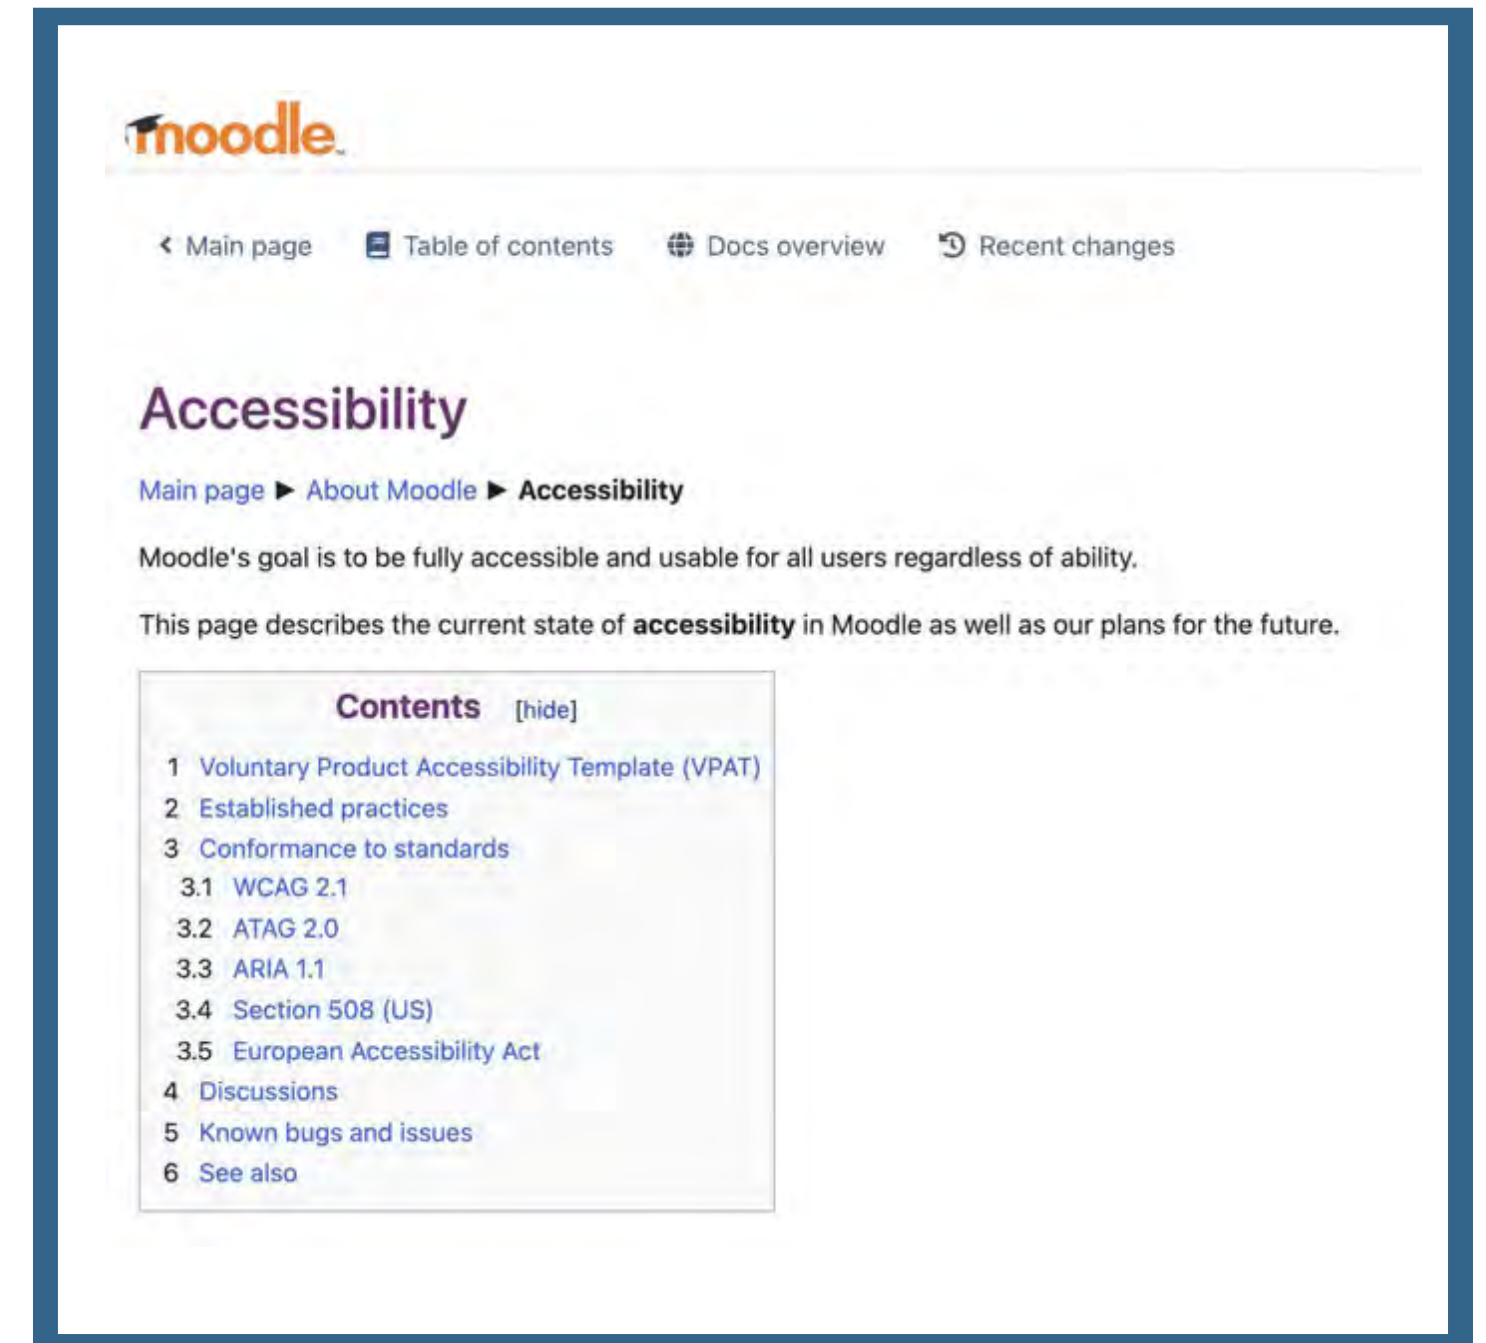 moodle
Main page Table of contents Docs overview Recent changes
Accessibility
Main page ► About Moodle ► Accessibility
Moodle's goal is to be fully accessible and usable for all users regardless of ability.
This page describes the current state of accessibility in Moodle as well as our plans for the future.
Contents [hide]
1 Voluntary Product Accessibility Template (VPAT)
2 Established practices
3 Conformance to standards
3.1 WCAG 2.1
3.2 ATAG 2.0
3.3 ARIA 1.1
3.4 Section 508 (US)
3.5 European Accessibility Act
4 Discussions
5 Known bugs and issues
6 See also